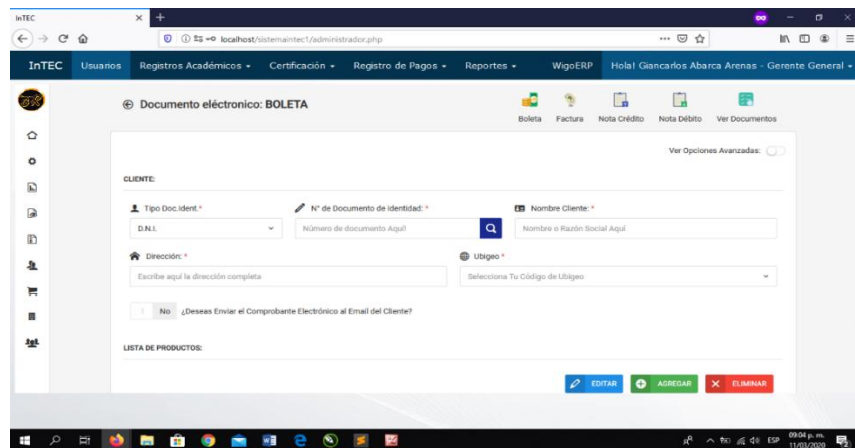 InTEC
localhost/sistemaintec1/administrador.php
InTEC Usuarios Registros Académicos Certificación Registro de Pagos Reportes WigoERP Hola! Giancarlos Abarca Arenas - Gerente General
Documento eléctronico: BOLETA
Boleta Factura Nota Crédito Nota Débito Ver Documentos
Ver Opciones Avanzadas:
CLIENTE:
Tipo Doc.Ident.* N° de Documento de Identidad: * Nombre Cliente: *
D.N.I. Número de documento Aquí! Nombre o Razón Social Aquí
Dirección: * Ubigeo *
Escribe aquí la dirección completa Selecciona Tu Código de Ubigeo
No ¿Deseas Enviar el Comprobante Electrónico al Email del Cliente?
LISTA DE PRODUCTOS:
EDITAR AGREGAR ELIMINAR
ESP 09:04 p. m.
11/03/2020